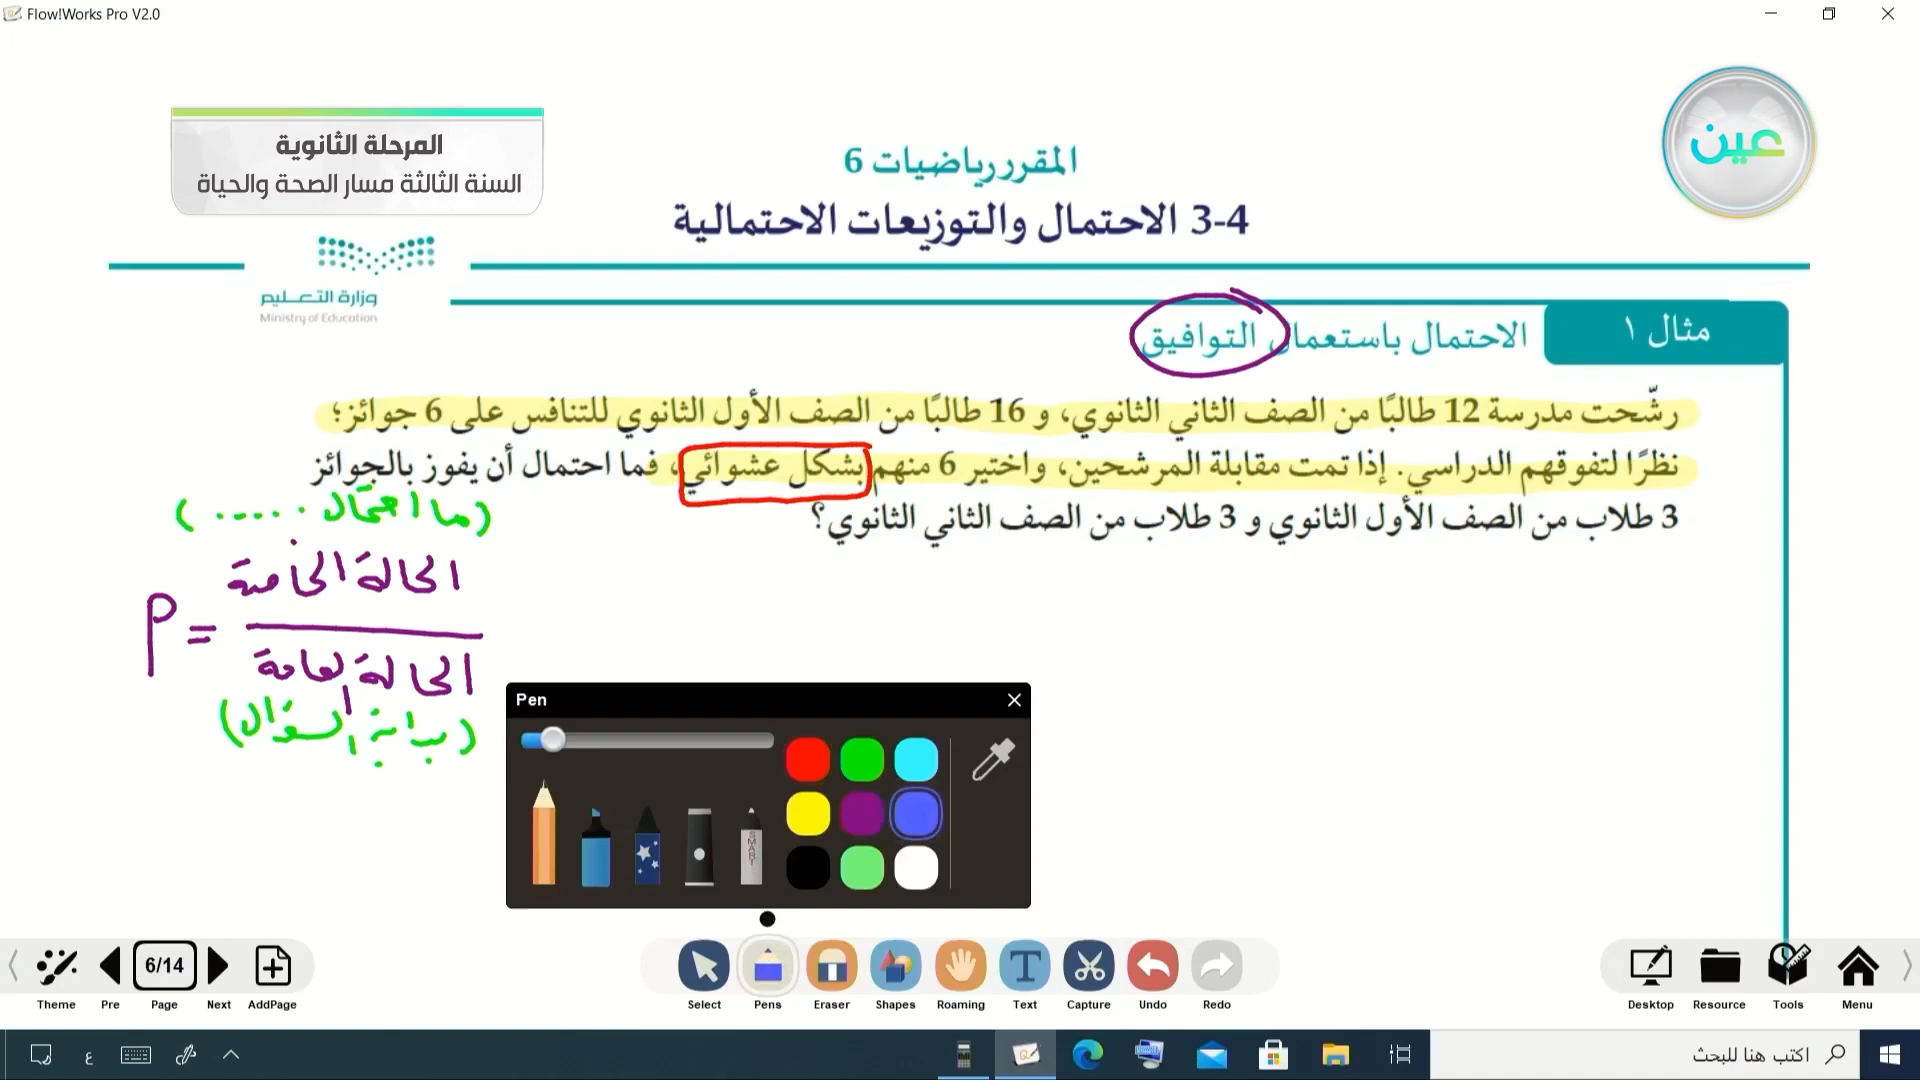 Flow!Works Pro V2.0
عين
المرحلة الثانوية
السنة الثالثة مسار الصحة والحياة
المقرر رياضيات 6
3-4 الاحتمال والتوزيعات الاحتمالية
وزارة التعليم
Ministry of Education
مثال ١
الاحتمال باستعمال التوافيق
رشّحت مدرسة 12 طالبًا من الصف الثاني الثانوي، و 16 طالبًا من الصف الأول الثانوي للتنافس على 6 جوائز؛
نظرًا لتفوقهم الدراسي. إذا تمت مقابلة المرشحين، واختير 6 منهم بشكل عشوائي، فما احتمال أن يفوز بالجوائز
3 طلاب من الصف الأول الثانوي و 3 طلاب من الصف الثاني الثانوي؟
(ما احتمال ......)
الحالة الخاصة
P =
الحالة العامة
(بداية السؤال)
Pen
SMART
6/14
Theme
Pre
Page
Next
AddPage
Select
Pens
Eraser
Shapes
Roaming
T
Text
Capture
Undo
Redo
Desktop
Resource
Tools
Menu
ع
اكتب هنا للبحث